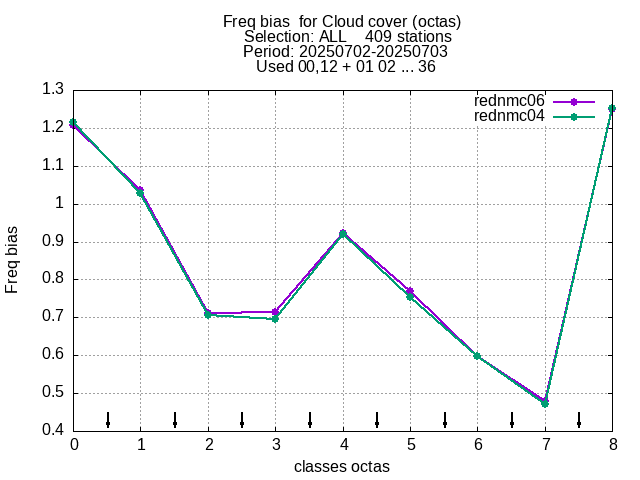 Freq bias  for Cloud cover (octas)
Selection: ALL    409 stations
Period: 20250702-20250703
Used 00,12 + 01 02 ... 36
rednmc06
rednmc04
1.3
1.2
1.1
1
0.9
0.8
0.7
0.6
0.5
0.4
Freq bias
0 1 2 3 4 5 6 7 8
classes octas